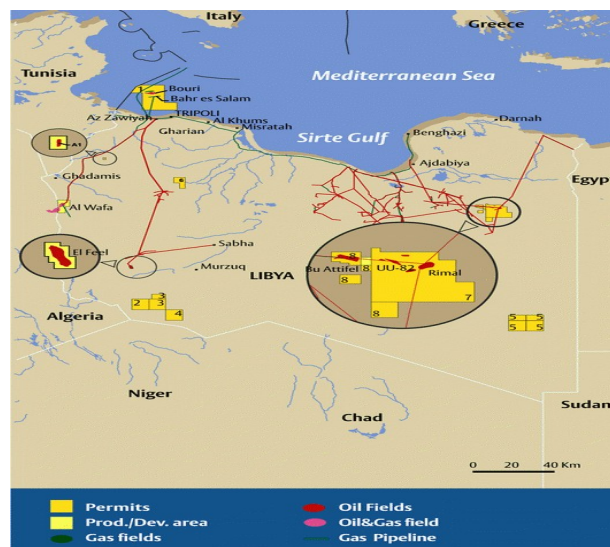 Italy
Greece
Tunisia
Mediterranean Sea
1
Bouri
Bahr es Salam
Az Zawiyah
TRIPOLI
Al Khums
Gharian
Misratah
Sirte Gulf
Darnah
Benghazi
A1
Ajdabiya
Ghadamis
6
Egyp
Al Wafa
El Feel
Sabha
Murzuq
LIBYA
8
Bu Attifel
8
UU-82
Rimal
8
7
8
2
3
3
4
Algeria
5
5
5
5
Niger
Chad
Sudan
0 20 40 Km
Permits
Oil Fields
Prod./Dev. area
Oil&Gas field
Gas fields
Gas Pipeline